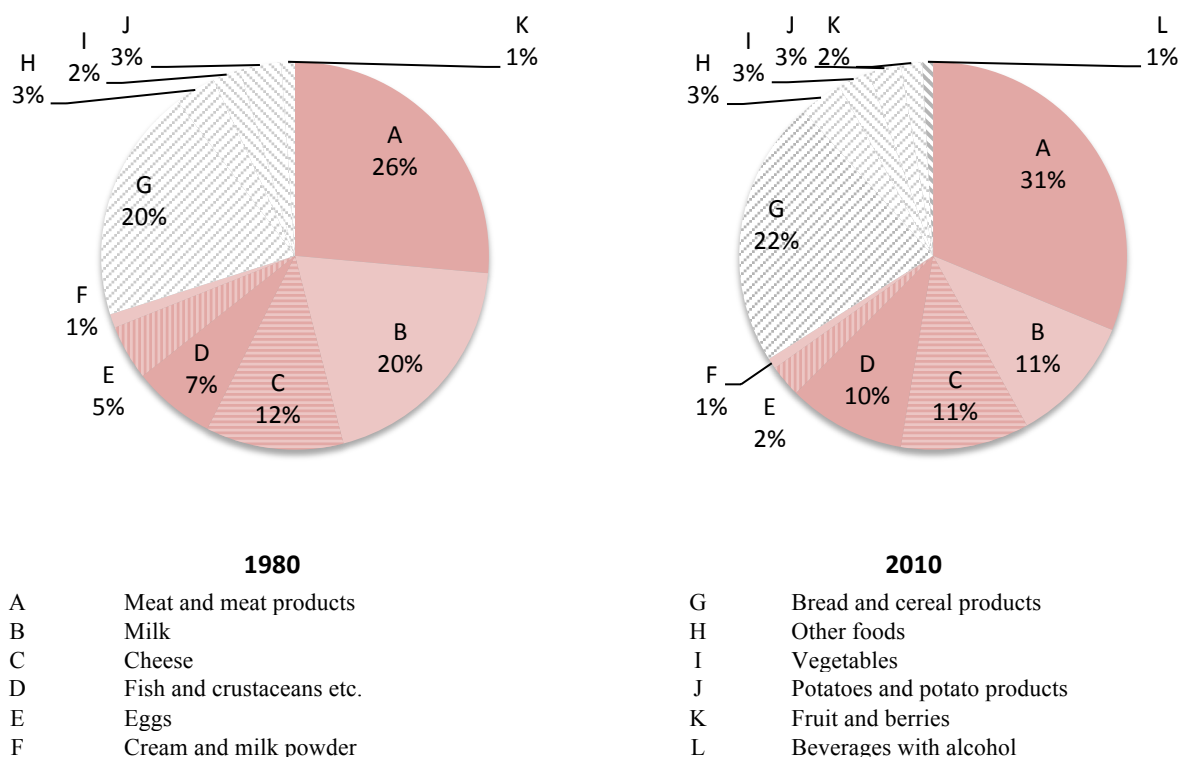 J K L
I
3% 1%
H
2%
3%
A
26%
G
20%
F
1%
B
20%
D
7%
E
5%
C
12%
1980
J K
3% 2%
1%
I
3%
H
3%
A
31%
G
22%
B
11%
F
1%
D
10%
C
11%
E
2%
2010
A Meat and meat products
B Milk
C Cheese
D Fish and crustaceans etc.
E Eggs
F Cream and milk powder
G Bread and cereal products
H Other foods
I Vegetables
J Potatoes and potato products
K Fruit and berries
L Beverages with alcohol